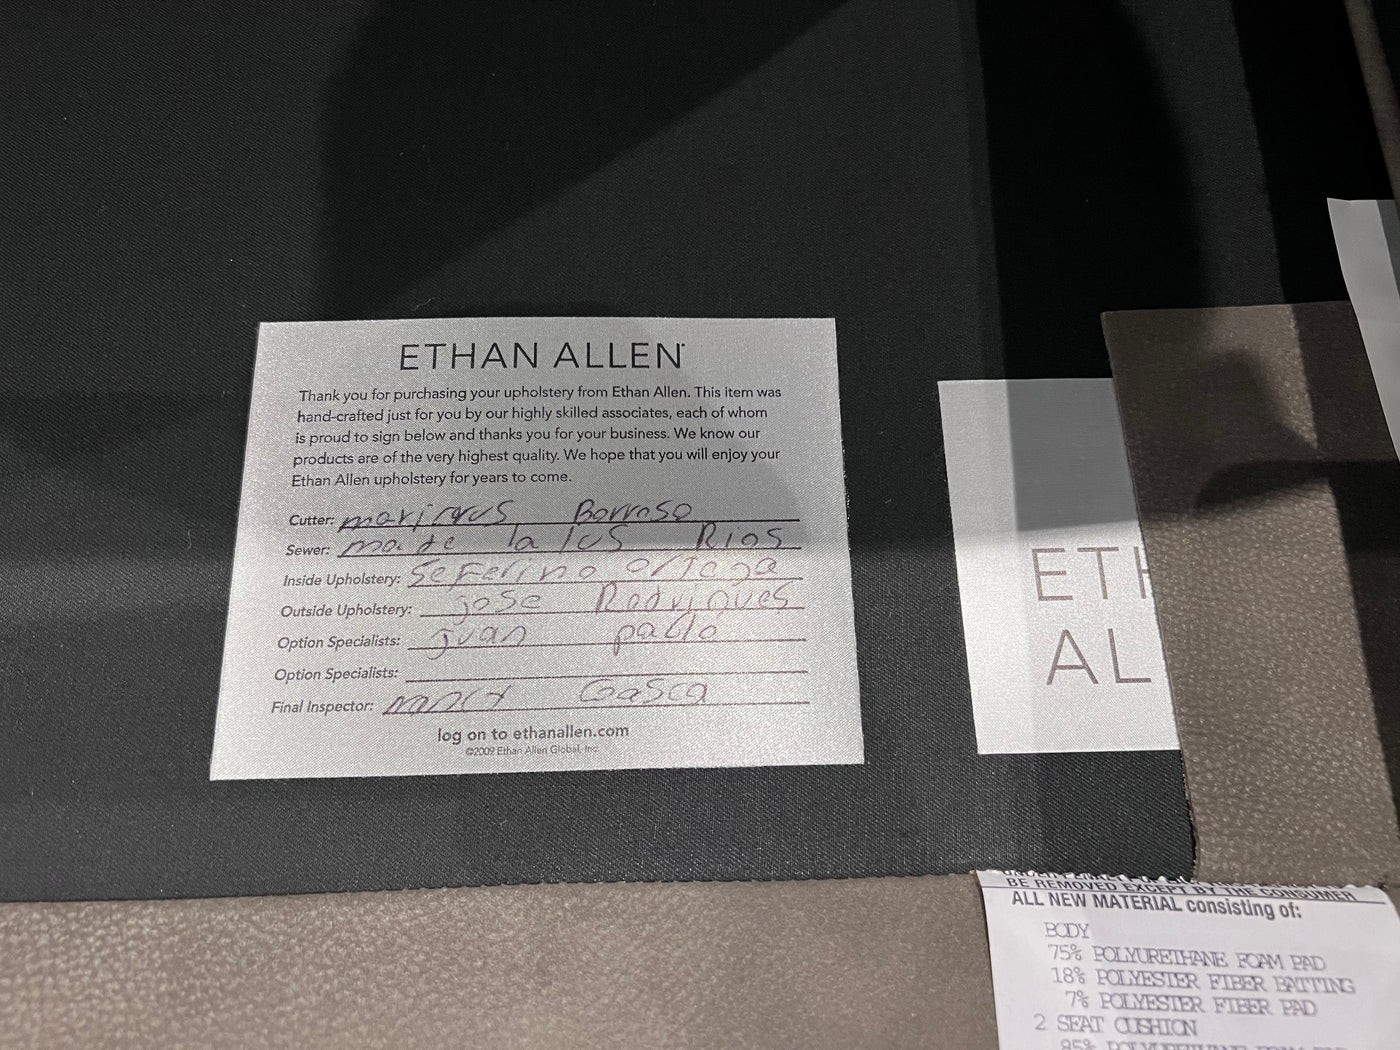 ETHAN ALLEN
Thank you for purchasing your upholstery from Ethan Allen. This item was
hand-crafted just for you by our highly skilled associates, each of whom
is proud to sign below and thanks you for your business. We know our
products are of the very highest quality. We hope that you will enjoy your
Ethan Allen upholstery for years to come.
Cutter:
Sewer: la lus Rios
Inside Upholstery: Seferino ortega
Outside Upholstery: jose Rodrigues
Option Specialists: juan pablo
Option Specialists:
Final Inspector: Gasca
log on to ethanallen.com
©2009 Ethan Allen Global, Inc.
ETH
AL
BE REMOVED EXCEPT BY THE CONSUMER
ALL NEW MATERIAL consisting of:
BODY
75% POLYURETHANE FOAM PAD
18% POLYESTER FIBER BATTING
7% POLYESTER FIBER PAD
2 SEAT CUSHION